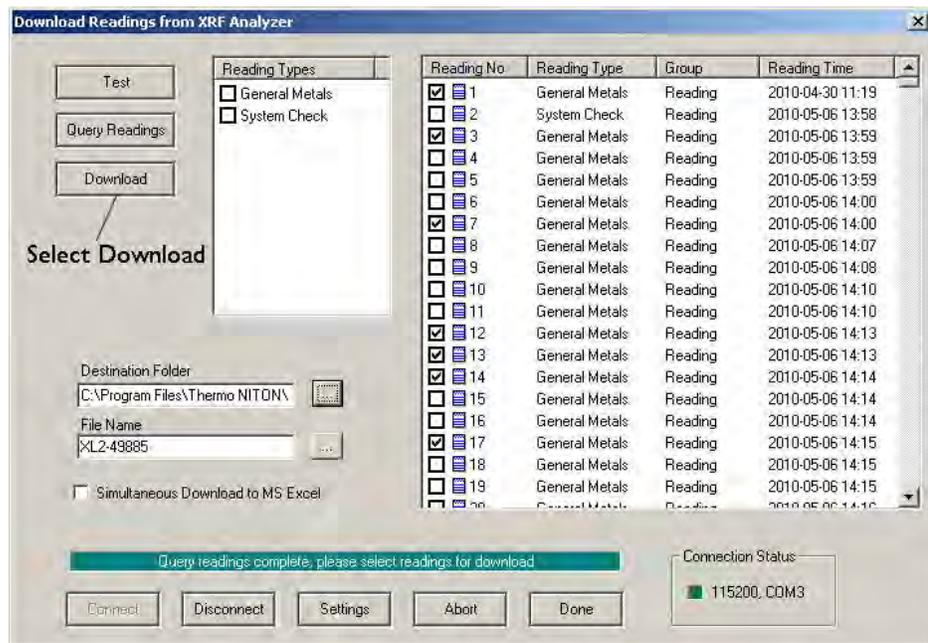 Download Readings from XRF Analyzer
Test
Query Readings
Download
Select Download
Reading Types
General Metals
System Check
Destination Folder
C:\Program Files\Thermo NITON\
...
File Name
XL2-49885
...
Simultaneous Download to MS Excel
Reading No Reading Type Group Reading Time
1 General Metals Reading 2010-04-30 11:19
2 System Check Reading 2010-05-06 13:58
3 General Metals Reading 2010-05-06 13:59
4 General Metals Reading 2010-05-06 13:59
5 General Metals Reading 2010-05-06 13:59
6 General Metals Reading 2010-05-06 14:00
7 General Metals Reading 2010-05-06 14:00
8 General Metals Reading 2010-05-06 14:07
9 General Metals Reading 2010-05-06 14:08
10 General Metals Reading 2010-05-06 14:10
11 General Metals Reading 2010-05-06 14:10
12 General Metals Reading 2010-05-06 14:13
13 General Metals Reading 2010-05-06 14:13
14 General Metals Reading 2010-05-06 14:14
15 General Metals Reading 2010-05-06 14:14
16 General Metals Reading 2010-05-06 14:14
17 General Metals Reading 2010-05-06 14:15
18 General Metals Reading 2010-05-06 14:15
19 General Metals Reading 2010-05-06 14:15
Query readings complete, please select readings for download
Connect Disconnect Settings Abort Done
Connection Status
115200, COM3